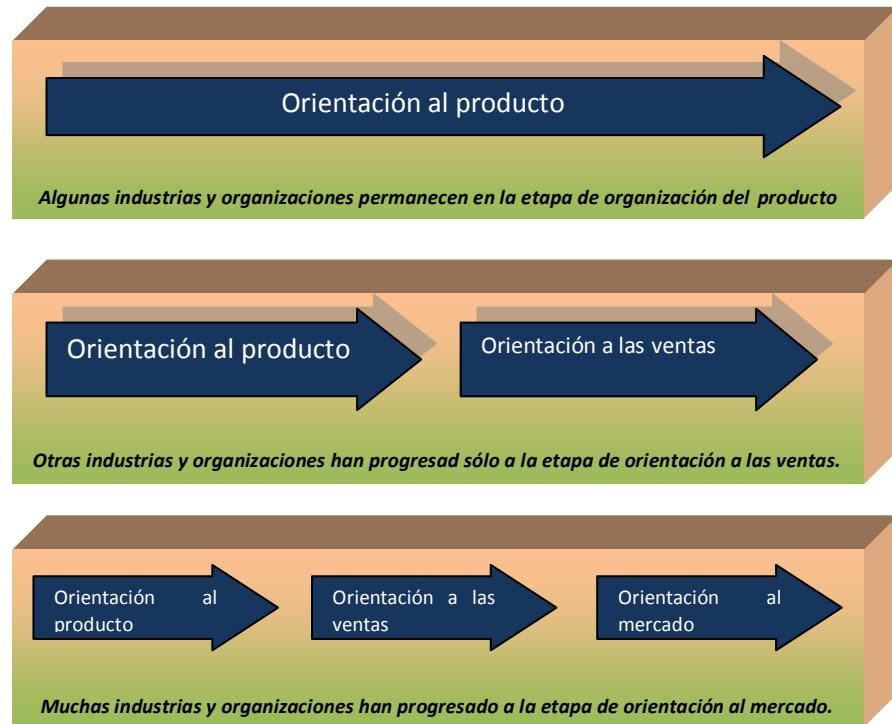 Orientación al producto
Algunas industrias y organizaciones permanecen en la etapa de organización del producto
Orientación al producto
Orientación a las ventas
Otras industrias y organizaciones han progresad sólo a la etapa de orientación a las ventas.
Orientación al
producto
Orientación a las
ventas
Orientación al
mercado
Muchas industrias y organizaciones han progresado a la etapa de orientación al mercado.